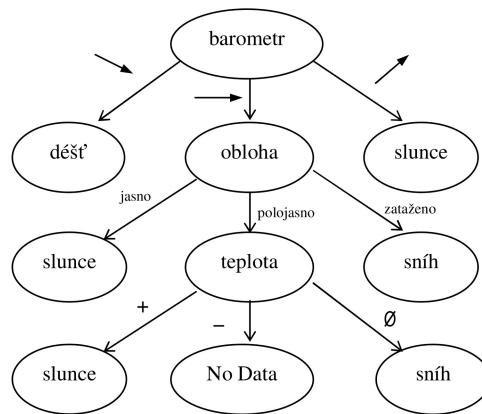 barometr
déšť
obloha
slunce
jasno
polojasno
zataženo
slunce
teplota
sníh
+
–
Ø
slunce
No Data
sníh